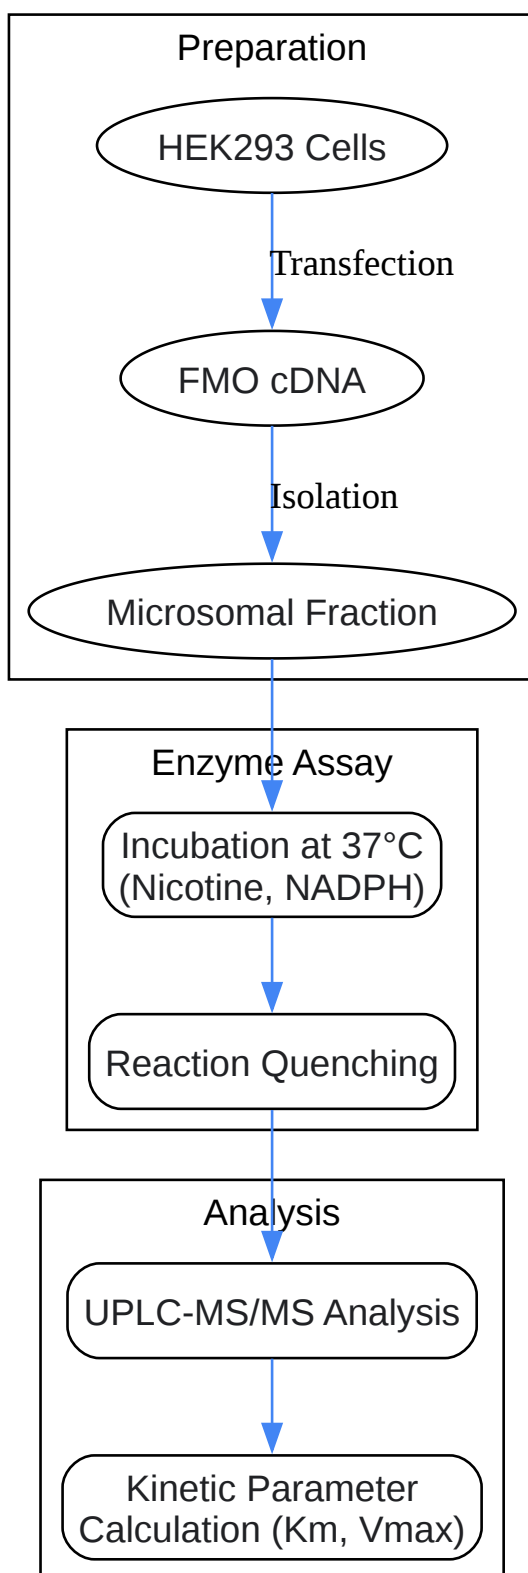 Preparation
HEK293 Cells
Transfection
FMO cDNA
Isolation
Microsomal Fraction
Enzyme Assay
Incubation at 37°C
(Nicotine, NADPH)
Reaction Quenching
Analysis
UPLC-MS/MS Analysis
Kinetic Parameter
Calculation (Km, Vmax)